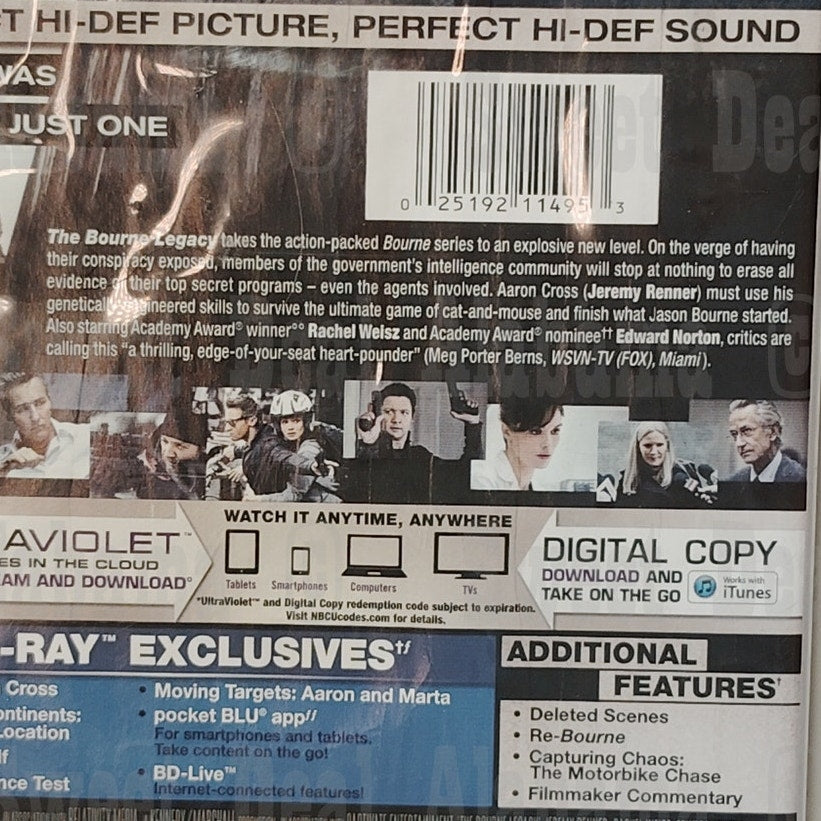 T HI-DEF PICTURE, PERFECT HI-DEF SOUND
WAS
JUST ONE
0 25192 11495 3
The Bourne Legacy takes the action-packed Bourne series to an explosive new level. On the verge of having
their conspiracy exposed, members of the government's intelligence community will stop at nothing to erase all
evidence of their top secret programs – even the agents involved. Aaron Cross (Jeremy Renner) must use his
genetically engineered skills to survive the ultimate game of cat-and-mouse and finish what Jason Bourne started.
Also starring Academy Award® winner°° Rachel Weisz and Academy Award® nominee†† Edward Norton, critics are
calling this "a thrilling, edge-of-your-seat heart-pounder" (Meg Porter Berns, WSVN-TV (FOX), Miami).
AVIOLET™
ES IN THE CLOUD
AM AND DOWNLOAD°
WATCH IT ANYTIME, ANYWHERE
Tablets Smartphones Computers TVs
*UltraViolet™ and Digital Copy redemption code subject to expiration.
Visit NBCUcodes.com for details.
DIGITAL COPY
DOWNLOAD AND
TAKE ON THE GO
Works with
iTunes
-RAY™ EXCLUSIVES†/
Cross
ontinents:
Location
lf
nce Test
• Moving Targets: Aaron and Marta
• pocket BLU® app//
For smartphones and tablets.
Take content on the go!
• BD-Live™
Internet-connected features!
ADDITIONAL
FEATURES†
• Deleted Scenes
• Re-Bourne
• Capturing Chaos:
The Motorbike Chase
• Filmmaker Commentary